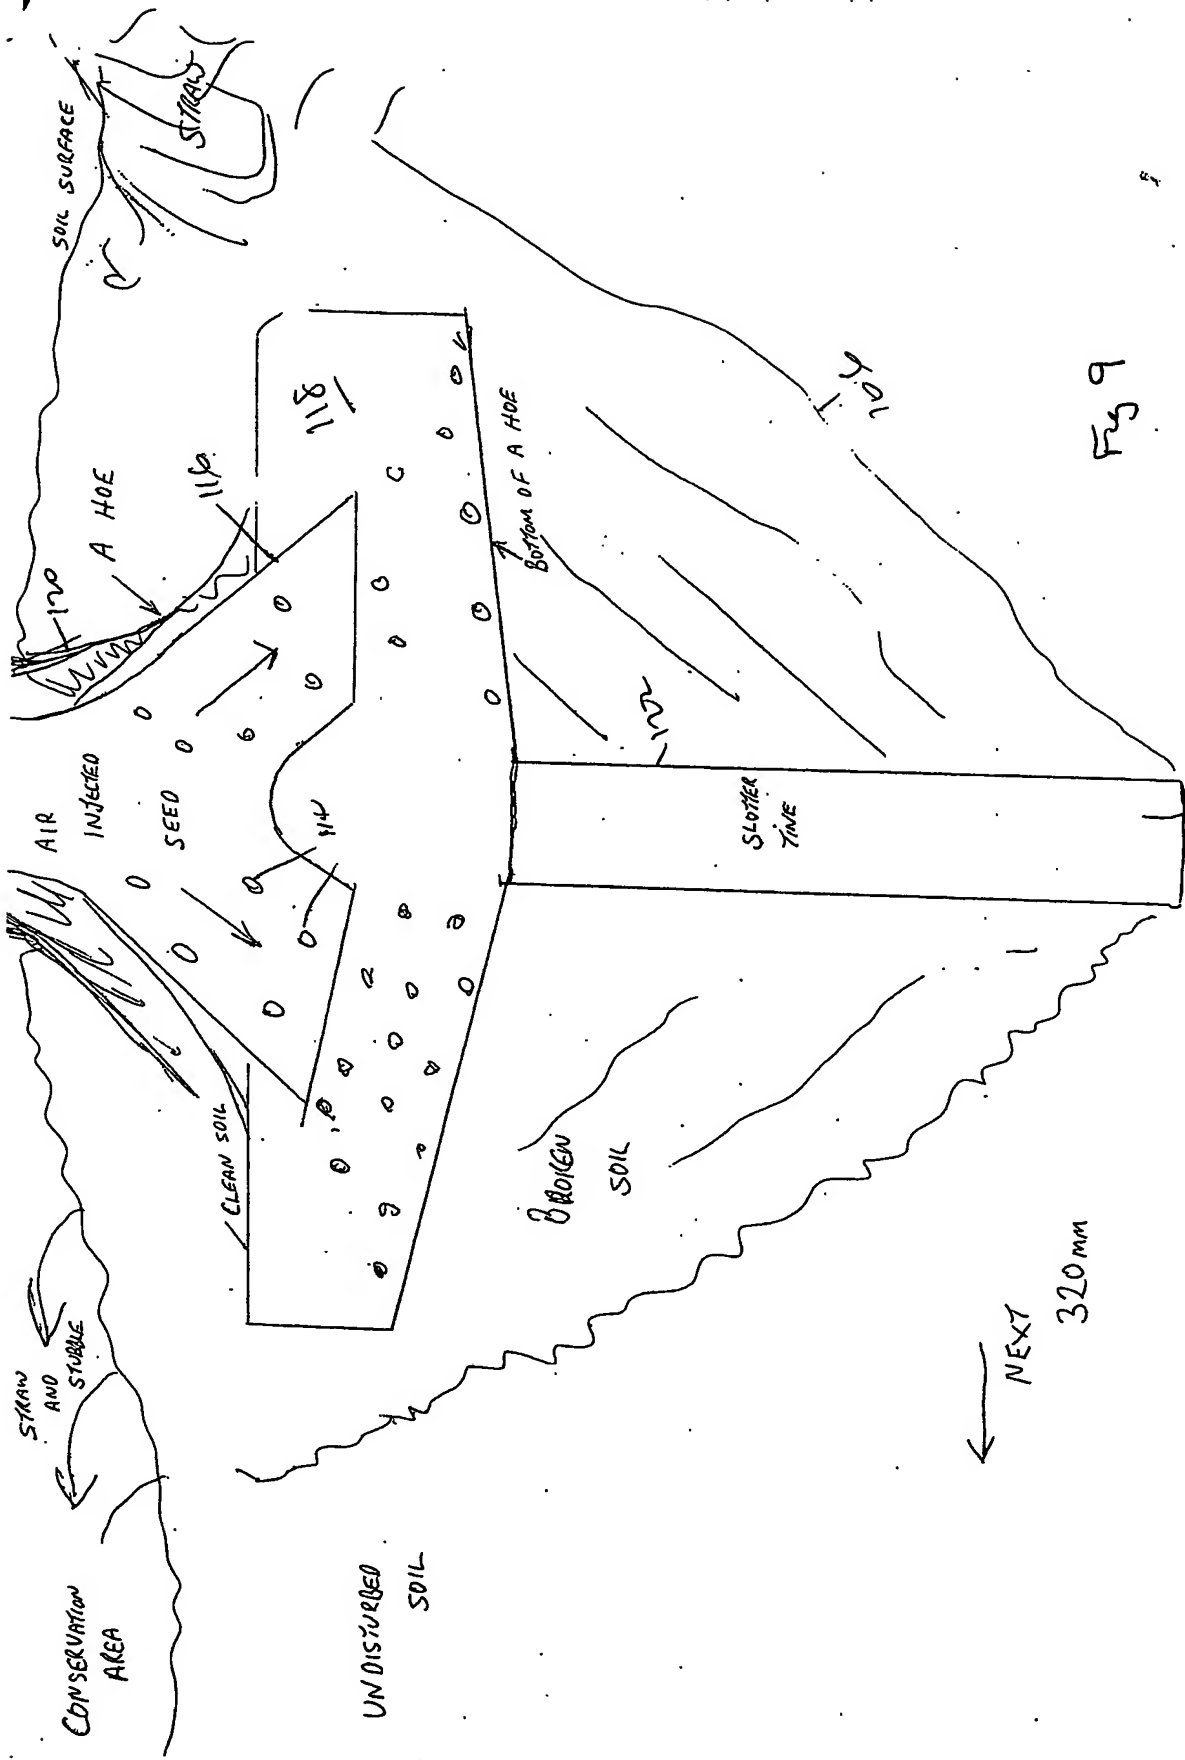 STRAW
AND
STUBBLE
CONSERVATION
AREA
UNDISTURBED
SOIL
CLEAN SOIL
AIR
INJECTED
SEED
120
A HOE
116
SOIL SURFACE
STRAW
114
118
BOTTOM OF A HOE
122
SLOTTER
TINE
BROKEN
SOIL
104
NEXT
320mm
Fig 9